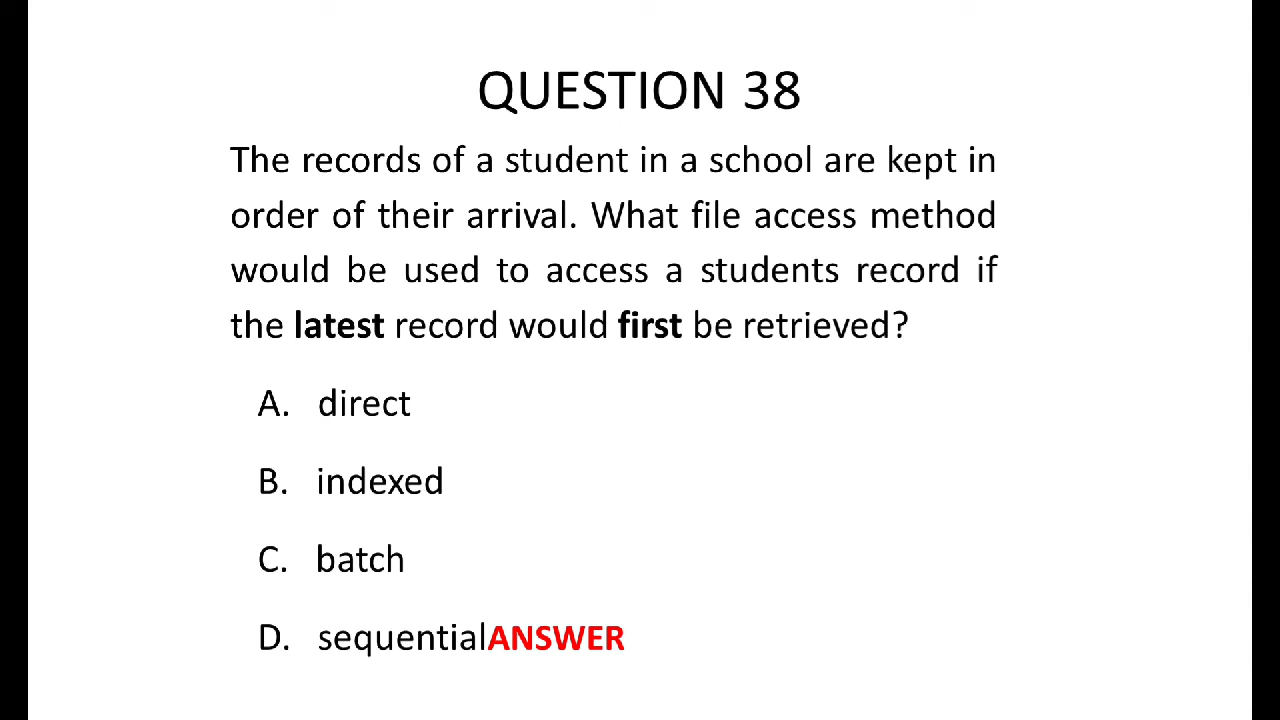 QUESTION 38
The records of a student in a school are kept in
order of their arrival. What file access method
would be used to access a students record if
the latest record would first be retrieved?
A. direct
B. indexed
C. batch
D. sequentialANSWER